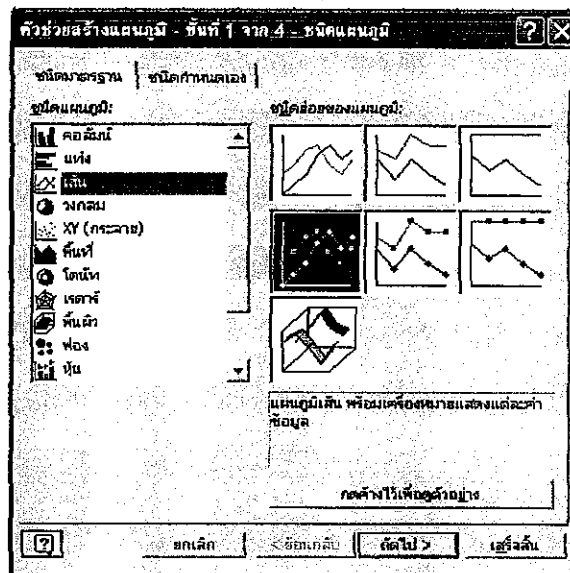 ตัวช่วยสร้างแผนภูมิ - ขั้นที่ 1 จาก 4 - ชนิดแผนภูมิ
ชนิดมาตรฐาน ชนิดกำหนดเอง
ชนิดแผนภูมิ:
ชนิดย่อยของแผนภูมิ:
คอลัมน์
แท่ง
เส้น
วงกลม
XY (กระจาย)
พื้นที่
โดนัท
เรดาร์
พื้นผิว
ฟอง
หุ้น
แผนภูมิเส้น พร้อมเครื่องหมายแสดงแต่ละค่า
ข้อมูล
กดค้างไว้เพื่อดูตัวอย่าง
ยกเลิก < ย้อนกลับ ถัดไป > เสร็จสิ้น